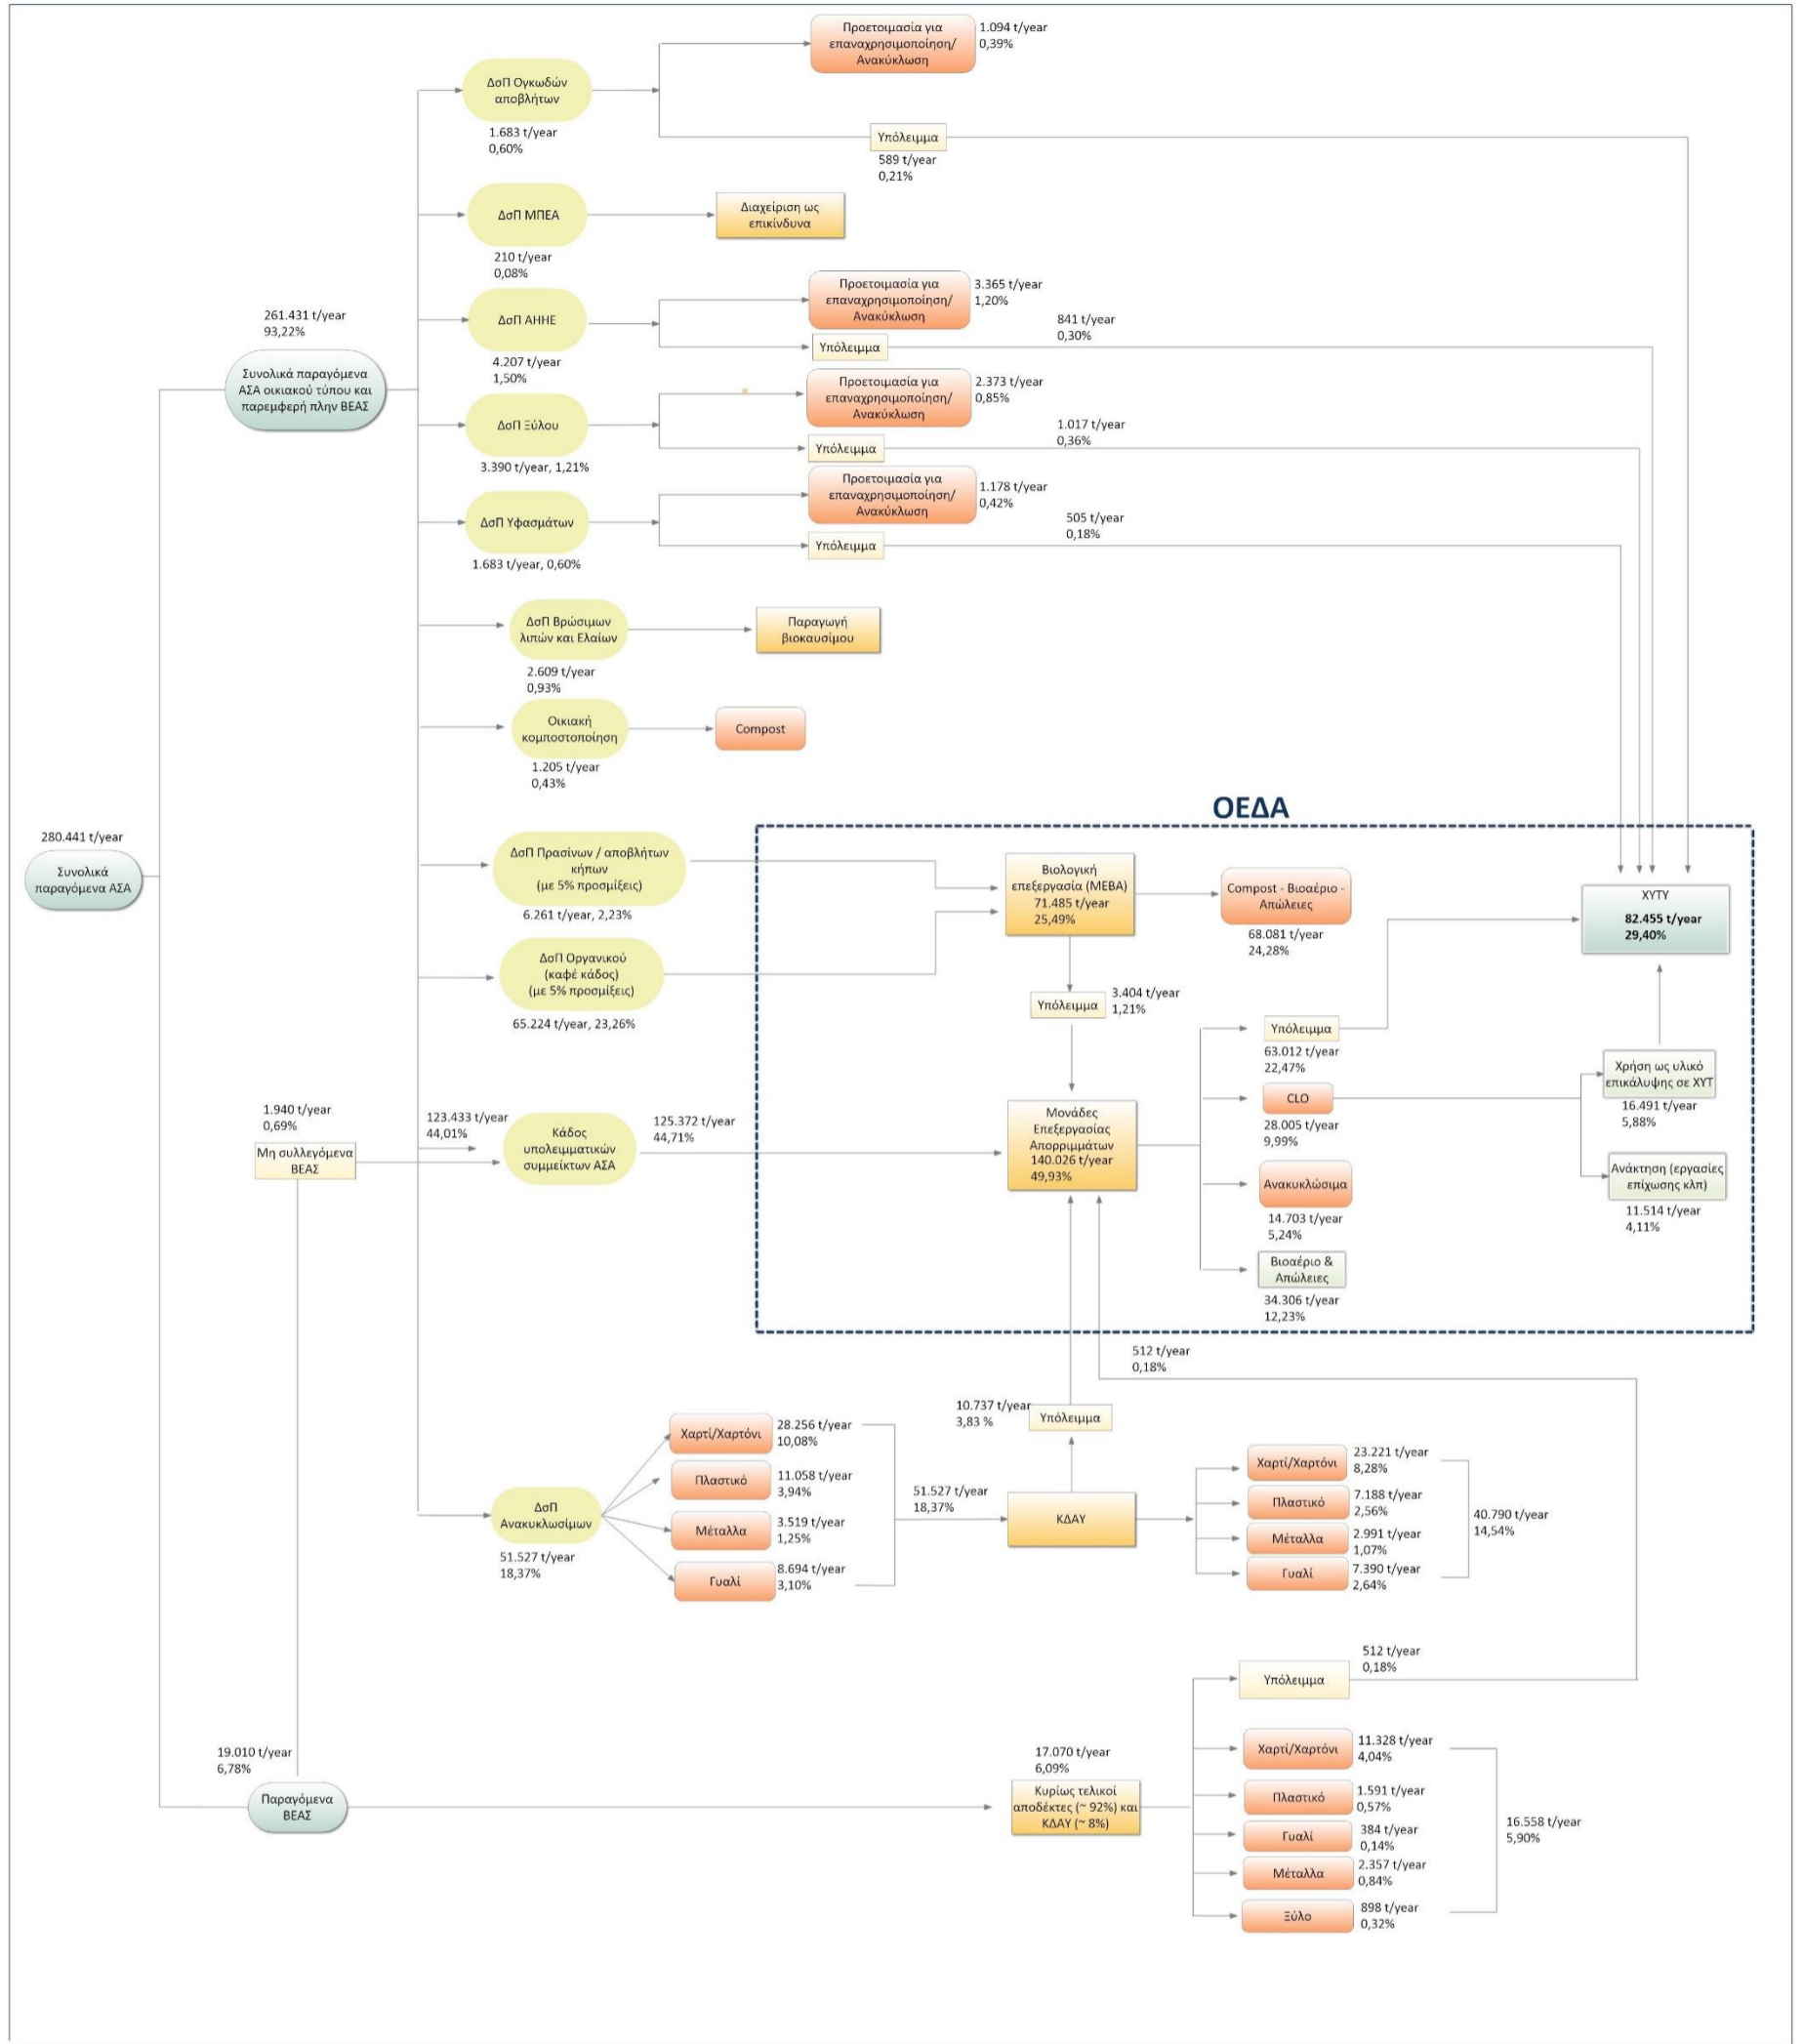 Προετοιμασία για
επαναχρησιμοποίηση/
Ανακύκλωση
1.094 t/year
0,39%
ΔσΠ Ογκωδών
αποβλήτων
1.683 t/year
0,60%
Υπόλειμμα
589 t/year
0,21%
ΔσΠ ΜΠΕΑ
210 t/year
0,08%
Διαχείριση ως
επικίνδυνα
261.431 t/year
93,22%
Συνολικά παραγόμενα
ΑΣΑ οικιακού τύπου και
παρεμφερή πλην ΒΕΑΣ
ΔσΠ ΑΗΗΕ
4.207 t/year
1,50%
Προετοιμασία για
επαναχρησιμοποίηση/
Ανακύκλωση
3.365 t/year
1,20%
Υπόλειμμα
841 t/year
0,30%
ΔσΠ Ξύλου
3.390 t/year, 1,21%
Προετοιμασία για
επαναχρησιμοποίηση/
Ανακύκλωση
2.373 t/year
0,85%
Υπόλειμμα
1.017 t/year
0,36%
ΔσΠ Υφασμάτων
1.683 t/year, 0,60%
Προετοιμασία για
επαναχρησιμοποίηση/
Ανακύκλωση
1.178 t/year
0,42%
Υπόλειμμα
505 t/year
0,18%
ΔσΠ Βρώσιμων
λιπών και Ελαίων
2.609 t/year
0,93%
Παραγωγή
βιοκαυσίμου
Οικιακή
κομποστοποίηση
1.205 t/year
0,43%
Compost
280.441 t/year
Συνολικά
παραγόμενα ΑΣΑ
ΟΕΔΑ
ΔσΠ Πρασίνων / αποβλήτων
κήπων
(με 5% προσμίξεις)
6.261 t/year, 2,23%
ΔσΠ Οργανικού
(καφέ κάδος)
(με 5% προσμίξεις)
65.224 t/year, 23,26%
Βιολογική
επεξεργασία (ΜΕΒΑ)
71.485 t/year
25,49%
Compost - Βιοαέριο -
Απώλειες
68.081 t/year
24,28%
ΧΥΤΥ
82.455 t/year
29,40%
Υπόλειμμα
3.404 t/year
1,21%
1.940 t/year
0,69%
Μη συλλεγόμενα
ΒΕΑΣ
123.433 t/year
44,01%
Κάδος
υπολειμματικών
συμμείκτων ΑΣΑ
125.372 t/year
44,71%
Μονάδες
Επεξεργασίας
Απορριμμάτων
140.026 t/year
49,93%
Υπόλειμμα
63.012 t/year
22,47%
CLO
28.005 t/year
9,99%
Ανακυκλώσιμα
14.703 t/year
5,24%
Βιοαέριο &
Απώλειες
34.306 t/year
12,23%
Χρήση ως υλικό
επικάλυψης σε ΧΥΤ
16.491 t/year
5,88%
Ανάκτηση (εργασίες
επίχωσης κλπ)
11.514 t/year
4,11%
512 t/year
0,18%
10.737 t/year
3,83 %
Υπόλειμμα
ΔσΠ
Ανακυκλωσίμων
51.527 t/year
18,37%
Χαρτί/Χαρτόνι
28.256 t/year
10,08%
Πλαστικό
11.058 t/year
3,94%
Μέταλλα
3.519 t/year
1,25%
Γυαλί
8.694 t/year
3,10%
51.527 t/year
18,37%
ΚΔΑΥ
Χαρτί/Χαρτόνι
23.221 t/year
8,28%
Πλαστικό
7.188 t/year
2,56%
Μέταλλα
2.991 t/year
1,07%
Γυαλί
7.390 t/year
2,64%
40.790 t/year
14,54%
Υπόλειμμα
512 t/year
0,18%
19.010 t/year
6,78%
Παραγόμενα
ΒΕΑΣ
17.070 t/year
6,09%
Κυρίως τελικοί
αποδέκτες (~ 92%) και
ΚΔΑΥ (~ 8%)
Χαρτί/Χαρτόνι
11.328 t/year
4,04%
Πλαστικό
1.591 t/year
0,57%
Γυαλί
384 t/year
0,14%
Μέταλλα
2.357 t/year
0,84%
Ξύλο
898 t/year
0,32%
16.558 t/year
5,90%